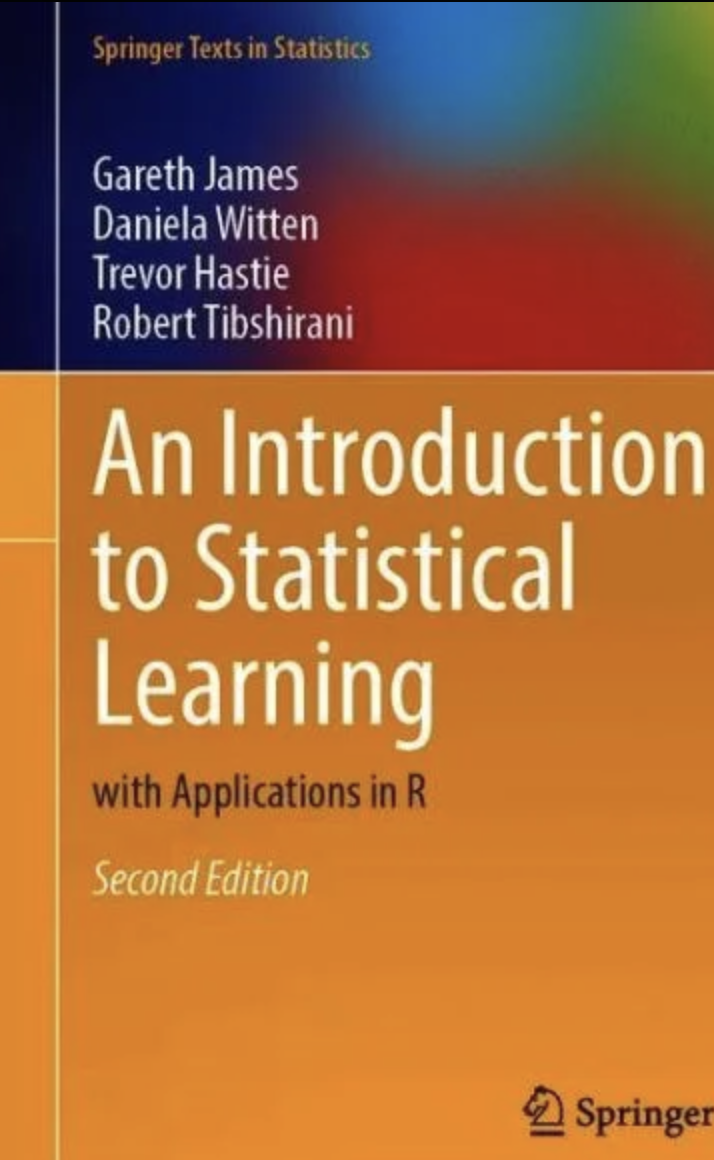 Springer Texts in Statistics
Gareth James
Daniela Witten
Trevor Hastie
Robert Tibshirani
An Introduction
to Statistical
Learning
with Applications in R
Second Edition
Springer